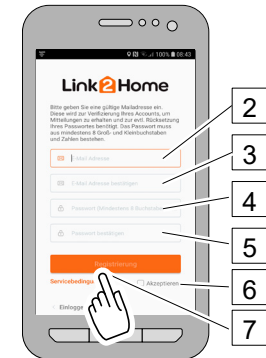 100% 08:43
Link2Home
Bitte geben Sie eine gültige Mailadresse ein.
Diese wird zur Verifizierung Ihres Accounts, um
Mitteilungen zu erhalten und zur evtl. Rücksetzung
Ihres Passwortes benötigt. Das Passwort muss
aus mindestens 8 Groß- und Kleinbuchstaben
und Zahlen bestehen.
E-Mail Adresse
2
E-Mail Adresse bestätigen
3
Passwort (Mindestens 8 Buchstaben
4
Passwort bestätigen
5
Registrierung
Servicebedingu
Akzeptieren
6
Einlogge
7